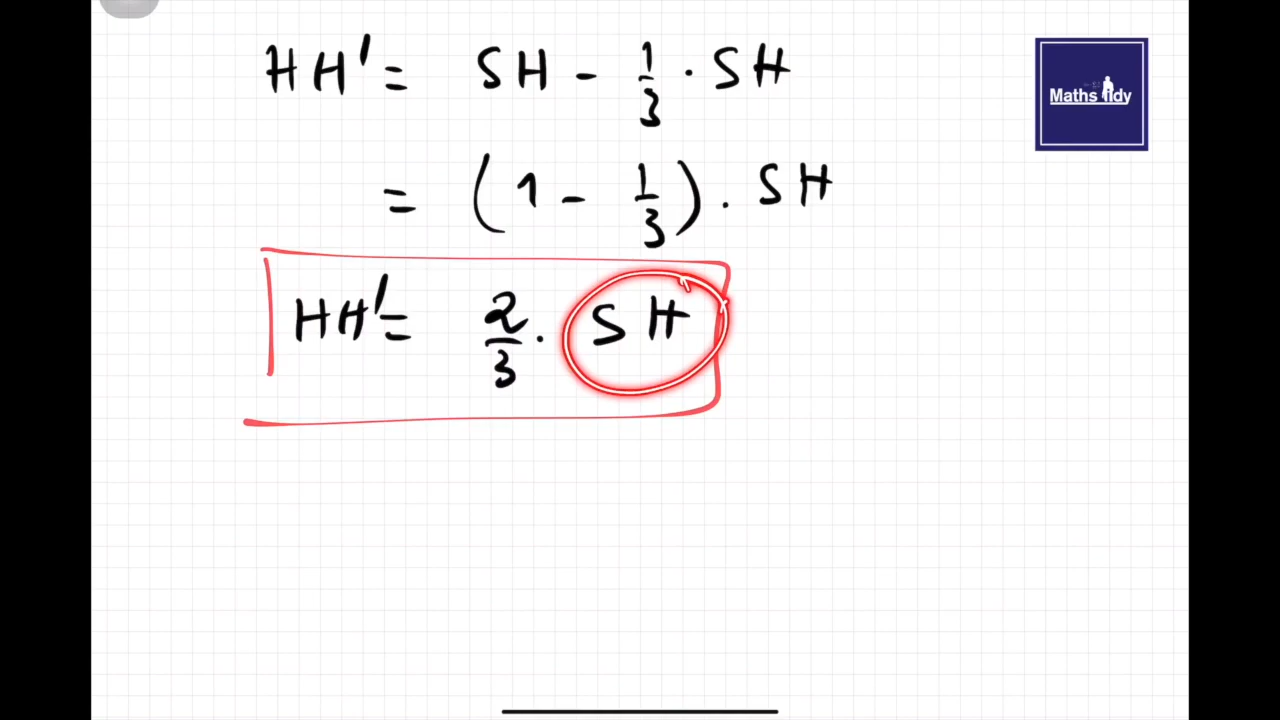 HH' = SH - 1/3 · SH
Maths Tidy
= (1 - 1/3) · SH
HH' = 2/3 · SH